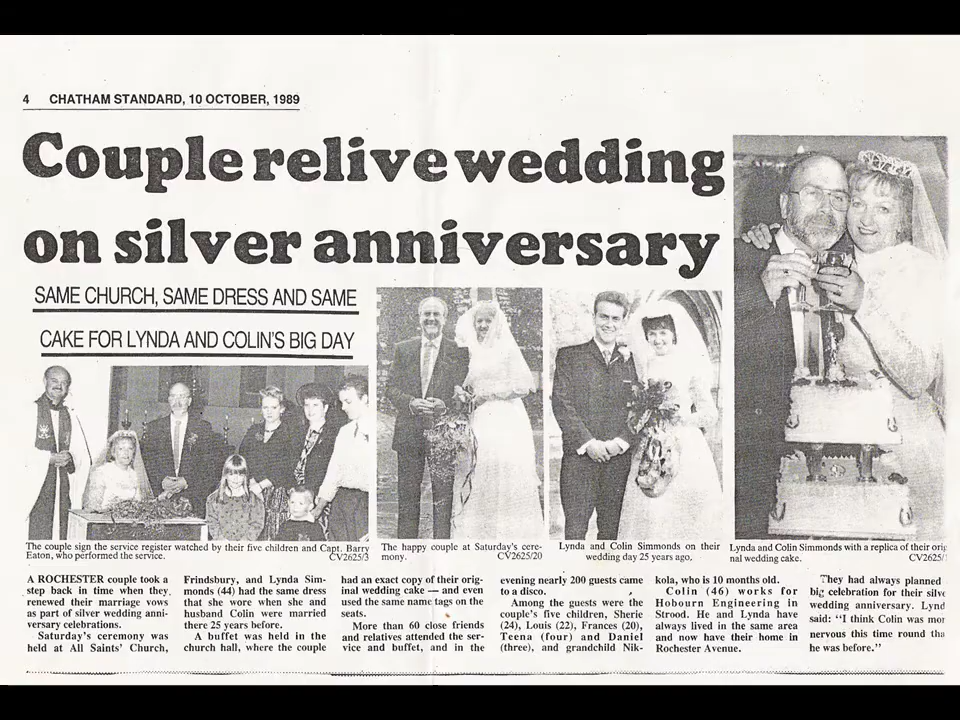 4 CHATHAM STANDARD, 10 OCTOBER, 1989
Couple relive wedding
on silver anniversary
SAME CHURCH, SAME DRESS AND SAME
CAKE FOR LYNDA AND COLIN'S BIG DAY
The couple sign the service register watched by their five children and Capt. Barry
Eaton, who performed the service. CV2625/3
The happy couple at Saturday's cere-
mony. CV2625/20
Lynda and Colin Simmonds on their
wedding day 25 years ago.
Lynda and Colin Simmonds with a replica of their orig
nal wedding cake. CV2625/
A ROCHESTER couple took a
step back in time when they
renewed their marriage vows
as part of silver wedding anni-
versary celebrations.
Saturday's ceremony was
held at All Saints' Church,
Frindsbury, and Lynda Sim-
monds (44) had the same dress
that she wore when she and
husband Colin were married
there 25 years before.
A buffet was held in the
church hall, where the couple
had an exact copy of their orig-
inal wedding cake — and even
used the same name tags on the
seats.
More than 60 close friends
and relatives attended the ser-
vice and buffet, and in the
evening nearly 200 guests came
to a disco.
Among the guests were the
couple's five children, Sherie
(24), Louis (22), Frances (20),
Teena (four) and Daniel
(three), and grandchild Nik-
kola, who is 10 months old.
Colin (46) works for
Hobourn Engineering in
Strood. He and Lynda have
always lived in the same area
and now have their home in
Rochester Avenue.
They had always planned
big celebration for their silve
wedding anniversary. Lynd
said: "I think Colin was mor
nervous this time round tha
he was before."